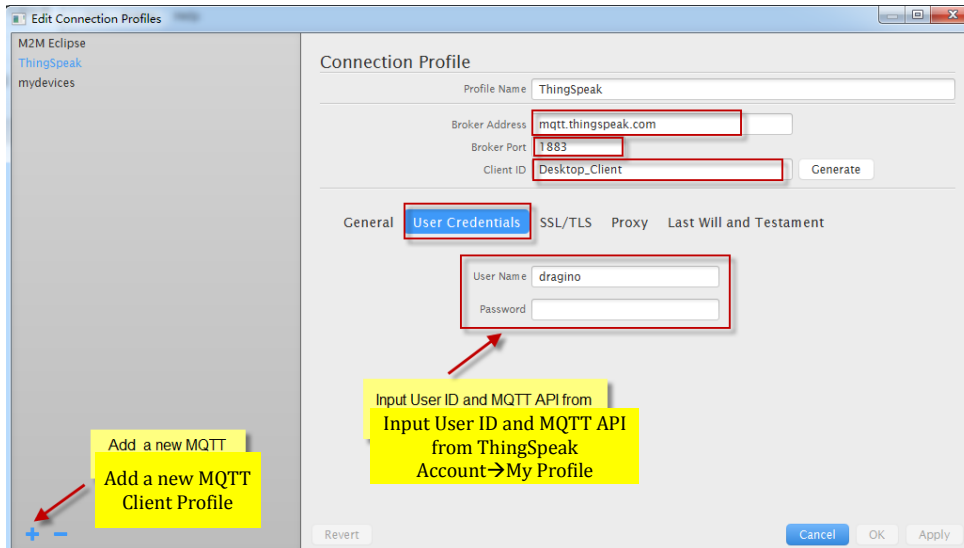 Edit Connection Profiles
M2M Eclipse
ThingSpeak
mydevices
Connection Profile
Profile Name ThingSpeak
Broker Address mqtt.thingspeak.com
Broker Port 1883
Client ID Desktop_Client Generate
General User Credentials SSL/TLS Proxy Last Will and Testament
User Name dragino
Password
Input User ID and MQTT API from
Input User ID and MQTT API
from ThingSpeak
Account→My Profile
Add a new MQTT
Add a new MQTT
Client Profile
+ −
Revert Cancel OK Apply